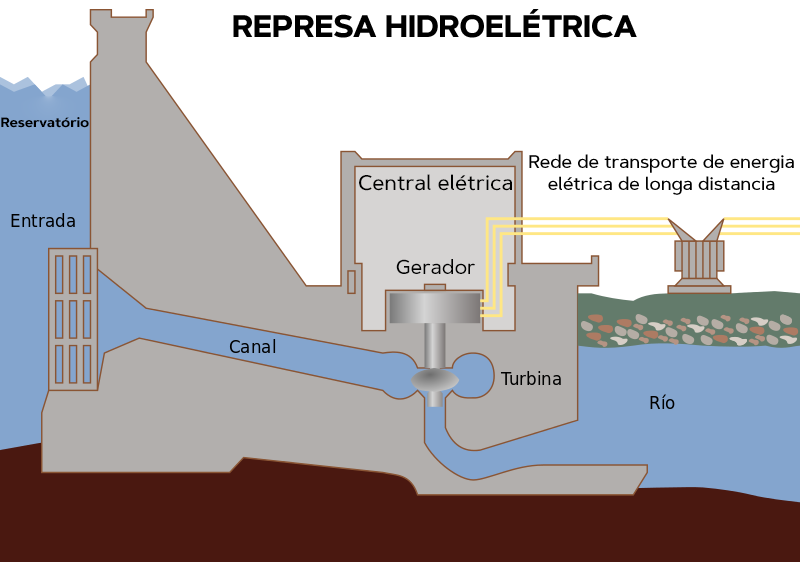 REPRESA HIDROELÉTRICA
Reservatório
Rede de transporte de energia
elétrica de longa distancia
Central elétrica
Entrada
Gerador
Canal
Turbina
Río